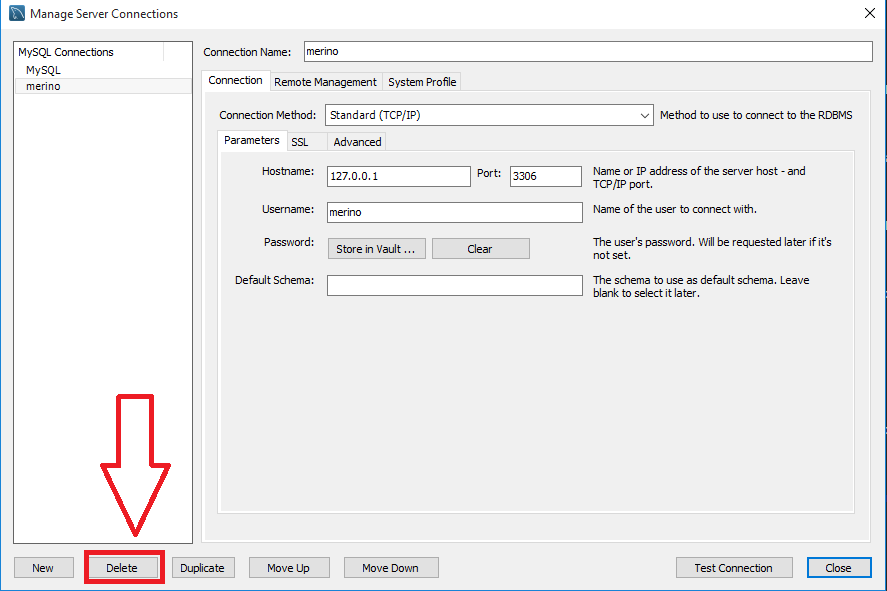 Manage Server Connections
MySQL Connections
MySQL
merino
Connection Name: merino
Connection Remote Management System Profile
Connection Method: Standard (TCP/IP) Method to use to connect to the RDBMS
Parameters SSL Advanced
Hostname: 127.0.0.1 Port: 3306 Name or IP address of the server host - and
TCP/IP port.
Username: merino Name of the user to connect with.
Password: Store in Vault ... Clear The user's password. Will be requested later if it's
not set.
Default Schema: The schema to use as default schema. Leave
blank to select it later.
New Delete Duplicate Move Up Move Down Test Connection Close